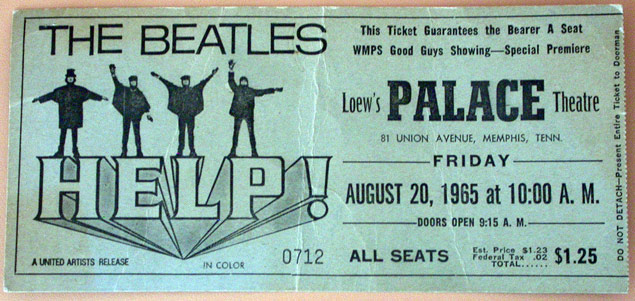 THE BEATLES
HELP!
A UNITED ARTISTS RELEASE
IN COLOR
0712
This Ticket Guarantees the Bearer A Seat
WMPS Good Guys Showing—Special Premiere
Loew's PALACE Theatre
81 UNION AVENUE, MEMPHIS, TENN.
FRIDAY
AUGUST 20, 1965 at 10:00 A. M.
DOORS OPEN 9:15 A. M.
ALL SEATS
Est. Price $1.23
Federal Tax .02
TOTAL......
$1.25
DO NOT DETACH—Present Entire Ticket to Doorman